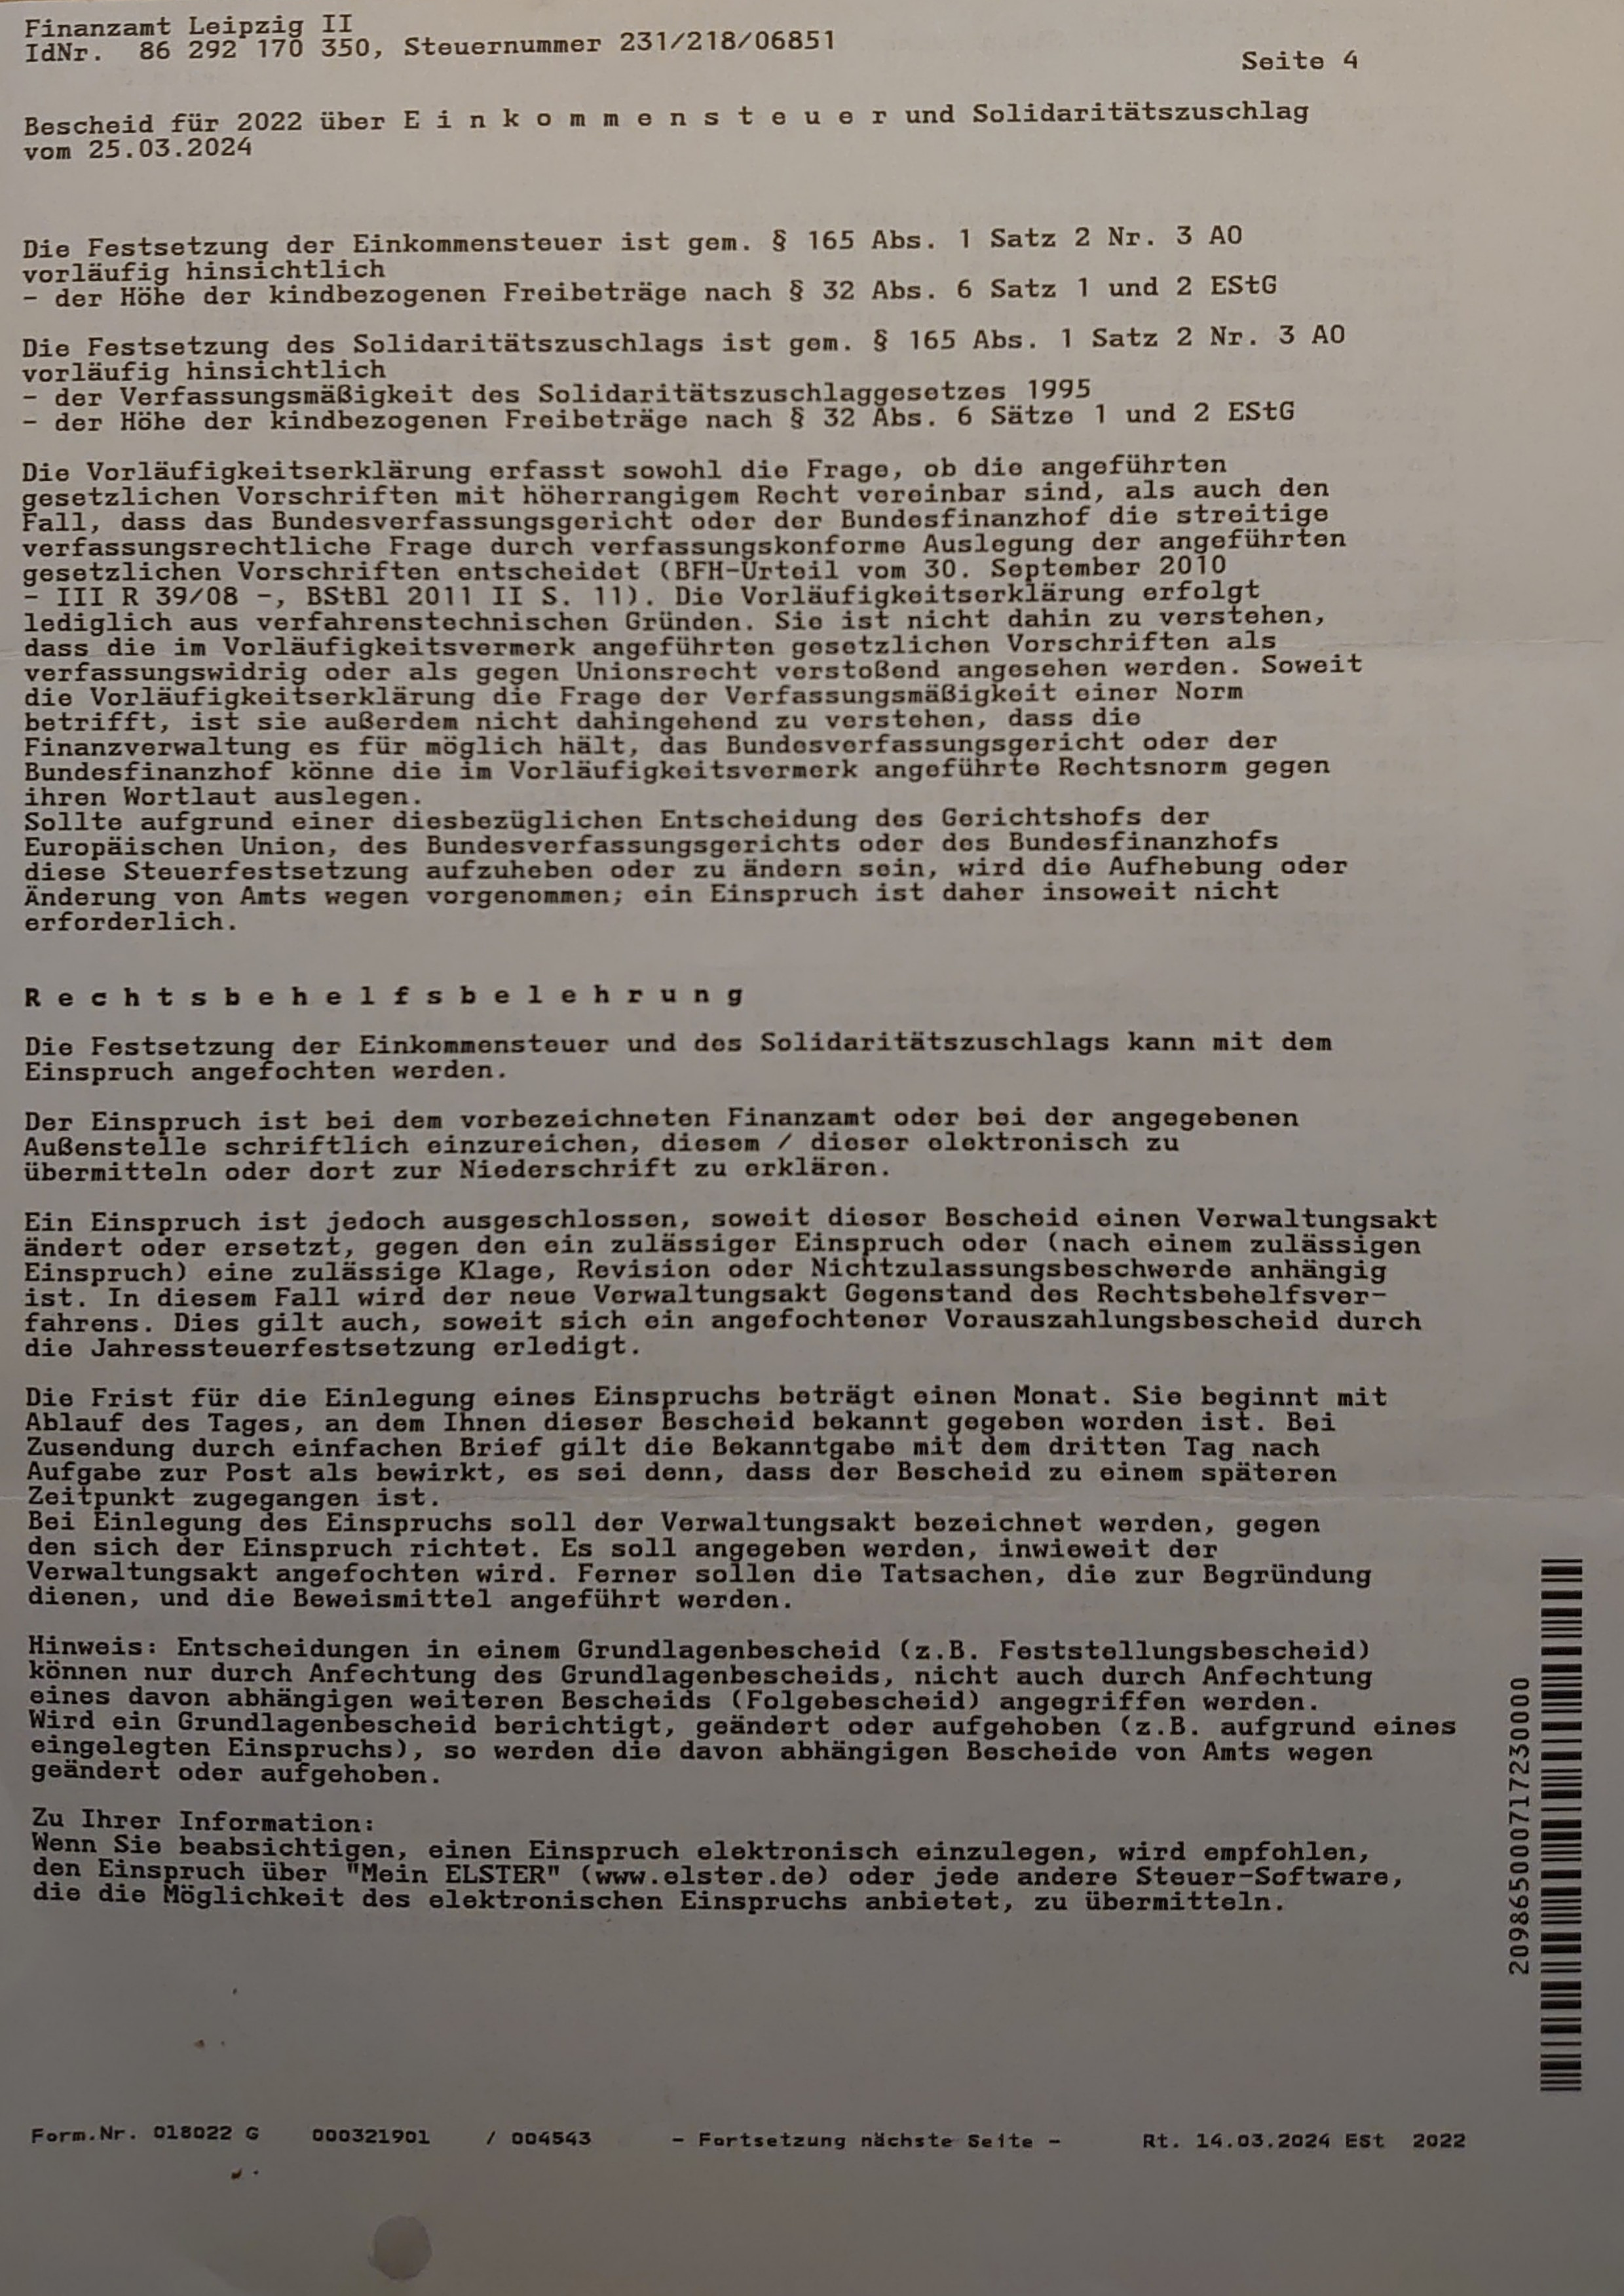 Finanzamt Leipzig II
IdNr.  86 292 170 350, Steuernummer 231/218/06851
Seite 4
Bescheid für 2022 über E i n k o m m e n s t e u e r und Solidaritätszuschlag
vom 25.03.2024
Die Festsetzung der Einkommensteuer ist gem. § 165 Abs. 1 Satz 2 Nr. 3 AO
vorläufig hinsichtlich
- der Höhe der kindbezogenen Freibeträge nach § 32 Abs. 6 Satz 1 und 2 EStG
Die Festsetzung des Solidaritätszuschlags ist gem. § 165 Abs. 1 Satz 2 Nr. 3 AO
vorläufig hinsichtlich
- der Verfassungsmäßigkeit des Solidaritätszuschlaggesetzes 1995
- der Höhe der kindbezogenen Freibeträge nach § 32 Abs. 6 Sätze 1 und 2 EStG
Die Vorläufigkeitserklärung erfasst sowohl die Frage, ob die angeführten
gesetzlichen Vorschriften mit höherrangigem Recht vereinbar sind, als auch den
Fall, dass das Bundesverfassungsgericht oder der Bundesfinanzhof die streitige
verfassungsrechtliche Frage durch verfassungskonforme Auslegung der angeführten
gesetzlichen Vorschriften entscheidet (BFH-Urteil vom 30. September 2010
- III R 39/08 -, BStBl 2011 II S. 11). Die Vorläufigkeitserklärung erfolgt
lediglich aus verfahrenstechnischen Gründen. Sie ist nicht dahin zu verstehen,
dass die im Vorläufigkeitsvermerk angeführten gesetzlichen Vorschriften als
verfassungswidrig oder als gegen Unionsrecht verstoßend angesehen werden. Soweit
die Vorläufigkeitserklärung die Frage der Verfassungsmäßigkeit einer Norm
betrifft, ist sie außerdem nicht dahingehend zu verstehen, dass die
Finanzverwaltung es für möglich hält, das Bundesverfassungsgericht oder der
Bundesfinanzhof könne die im Vorläufigkeitsvermerk angeführte Rechtsnorm gegen
ihren Wortlaut auslegen.
Sollte aufgrund einer diesbezüglichen Entscheidung des Gerichtshofs der
Europäischen Union, des Bundesverfassungsgerichts oder des Bundesfinanzhofs
diese Steuerfestsetzung aufzuheben oder zu ändern sein, wird die Aufhebung oder
Änderung von Amts wegen vorgenommen; ein Einspruch ist daher insoweit nicht
erforderlich.
R e c h t s b e h e l f s b e l e h r u n g
Die Festsetzung der Einkommensteuer und des Solidaritätszuschlags kann mit dem
Einspruch angefochten werden.
Der Einspruch ist bei dem vorbezeichneten Finanzamt oder bei der angegebenen
Außenstelle schriftlich einzureichen, diesem / dieser elektronisch zu
übermitteln oder dort zur Niederschrift zu erklären.
Ein Einspruch ist jedoch ausgeschlossen, soweit dieser Bescheid einen Verwaltungsakt
ändert oder ersetzt, gegen den ein zulässiger Einspruch oder (nach einem zulässigen
Einspruch) eine zulässige Klage, Revision oder Nichtzulassungsbeschwerde anhängig
ist. In diesem Fall wird der neue Verwaltungsakt Gegenstand des Rechtsbehelfsver-
fahrens. Dies gilt auch, soweit sich ein angefochtener Vorauszahlungsbescheid durch
die Jahressteuerfestsetzung erledigt.
Die Frist für die Einlegung eines Einspruchs beträgt einen Monat. Sie beginnt mit
Ablauf des Tages, an dem Ihnen dieser Bescheid bekannt gegeben worden ist. Bei
Zusendung durch einfachen Brief gilt die Bekanntgabe mit dem dritten Tag nach
Aufgabe zur Post als bewirkt, es sei denn, dass der Bescheid zu einem späteren
Zeitpunkt zugegangen ist.
Bei Einlegung des Einspruchs soll der Verwaltungsakt bezeichnet werden, gegen
den sich der Einspruch richtet. Es soll angegeben werden, inwieweit der
Verwaltungsakt angefochten wird. Ferner sollen die Tatsachen, die zur Begründung
dienen, und die Beweismittel angeführt werden.
Hinweis: Entscheidungen in einem Grundlagenbescheid (z.B. Feststellungsbescheid)
können nur durch Anfechtung des Grundlagenbescheids, nicht auch durch Anfechtung
eines davon abhängigen weiteren Bescheids (Folgebescheid) angegriffen werden.
Wird ein Grundlagenbescheid berichtigt, geändert oder aufgehoben (z.B. aufgrund eines
eingelegten Einspruchs), so werden die davon abhängigen Bescheide von Amts wegen
geändert oder aufgehoben.
Zu Ihrer Information:
Wenn Sie beabsichtigen, einen Einspruch elektronisch einzulegen, wird empfohlen,
den Einspruch über "Mein ELSTER" (www.elster.de) oder jede andere Steuer-Software,
die die Möglichkeit des elektronischen Einspruchs anbietet, zu übermitteln.
209865000717230000
Form.Nr. 018022 G    000321901    / 004543    - Fortsetzung nächste Seite -    Rt. 14.03.2024 ESt  2022